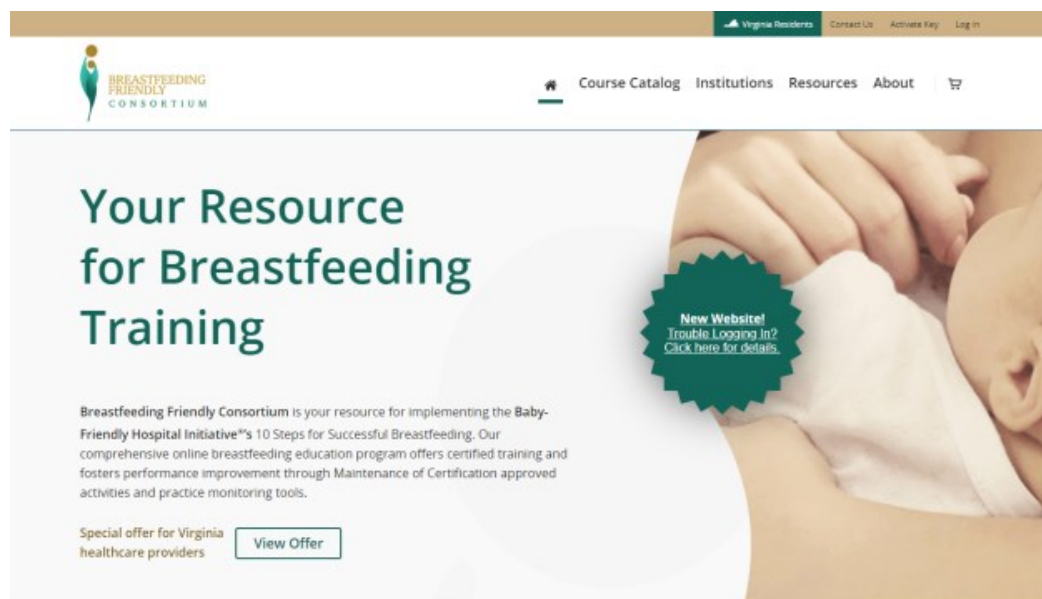 Virginia Residents Contact Us Activate Key Log in
BREASTFEEDING
FRIENDLY
CONSORTIUM
Course Catalog Institutions Resources About
Your Resource
for Breastfeeding
Training
New Website!
Trouble Logging In?
Click here for details.
Breastfeeding Friendly Consortium is your resource for implementing the Baby-
Friendly Hospital Initiative®'s 10 Steps for Successful Breastfeeding. Our
comprehensive online breastfeeding education program offers certified training and
fosters performance improvement through Maintenance of Certification approved
activities and practice monitoring tools.
Special offer for Virginia
healthcare providers
View Offer